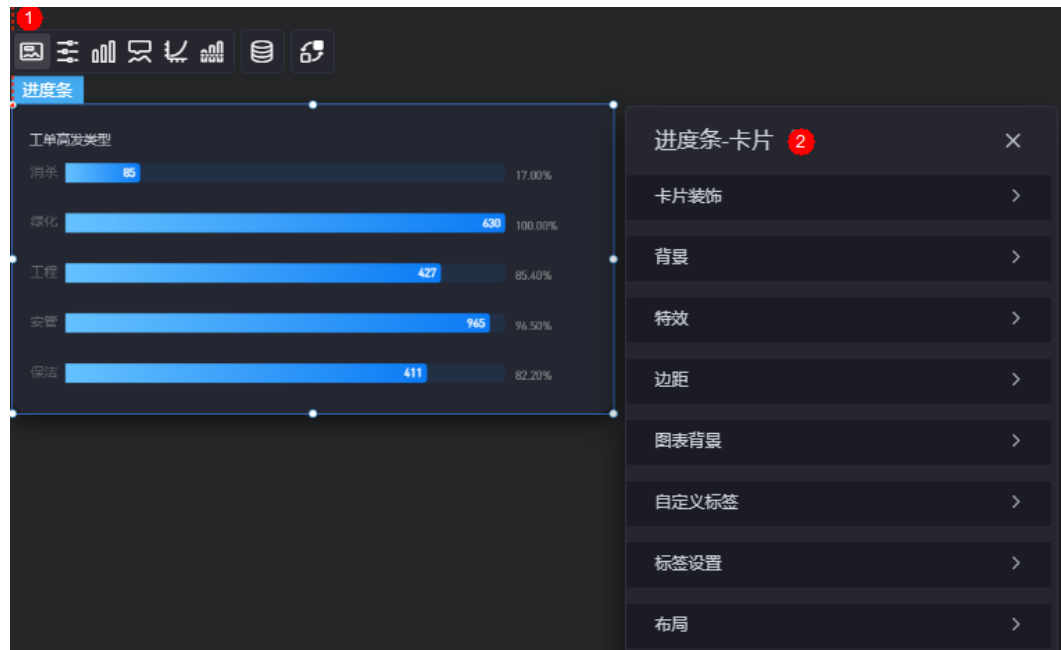 1
进度条
工单高发类型
消杀 85 17.00%
绿化 630 100.00%
工程 427 85.40%
安管 965 96.50%
保洁 411 82.20%
进度条-卡片 2
卡片装饰
背景
特效
边距
图表背景
自定义标签
标签设置
布局